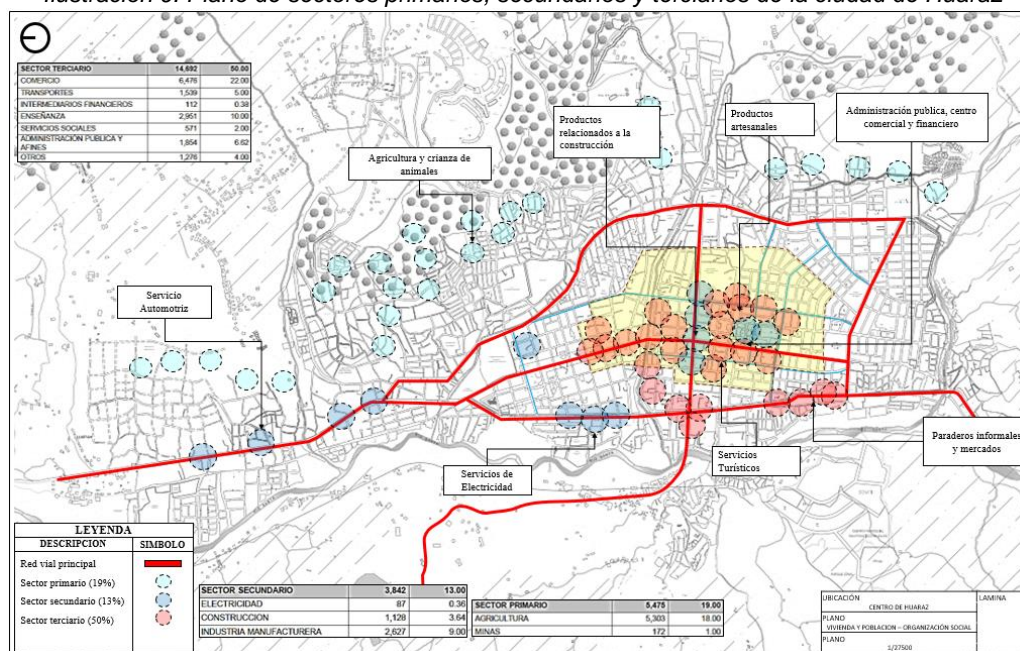 Ilustración 9: Plano de sectores primarios, secundarios y terciarios de la ciudad de Huaraz
SECTOR TERCIARIO 14,692 50.00
COMERCIO 6,476 22.00
TRANSPORTES 1,539 5.00
INTERMEDIARIOS FINANCIEROS 112 0.38
ENSEÑANZA 2,951 10.00
SERVICIOS SOCIALES 571 2.00
ADMINISTRACIÓN PUBLICA Y
AFINES 1,854 6.62
OTROS 1,276 4.00
Agricultura y crianza de
animales
Productos
relacionados a la
construcción
Productos
artesanales
Administración publica, centro
comercial y financiero
Servicio
Automotriz
Servicios de
Electricidad
Servicios
Turísticos
Paraderos informales
y mercados
LEYENDA
DESCRIPCION SIMBOLO
Red vial principal
Sector primario (19%)
Sector secundario (13%)
Sector terciario (50%)
SECTOR SECUNDARIO 3,842 13.00
ELECTRICIDAD 87 0.36
CONSTRUCCION 1,128 3.64
INDUSTRIA MANUFACTURERA 2,627 9.00
SECTOR PRIMARIO 5,475 19.00
AGRICULTURA 5,303 18.00
MINAS 172 1.00
UBICACIÓN LAMINA
CENTRO DE HUARAZ
PLANO
VIVIENDA Y POBLACION – ORGANIZACIÓN SOCIAL
PLANO
1/27500